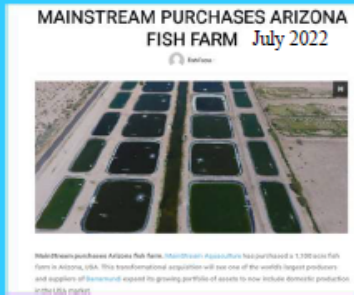 MAINSTREAM PURCHASES ARIZONA
FISH FARM July 2022
MainStream purchases Arizona fish farm. MainStream Aquaculture has purchased a 1,100 acre fish
farm in Arizona, USA. This transformational acquisition will see one of the world's largest producers
and suppliers of Barramundi expand its growing portfolio of assets to now include domestic production
in the USA market.